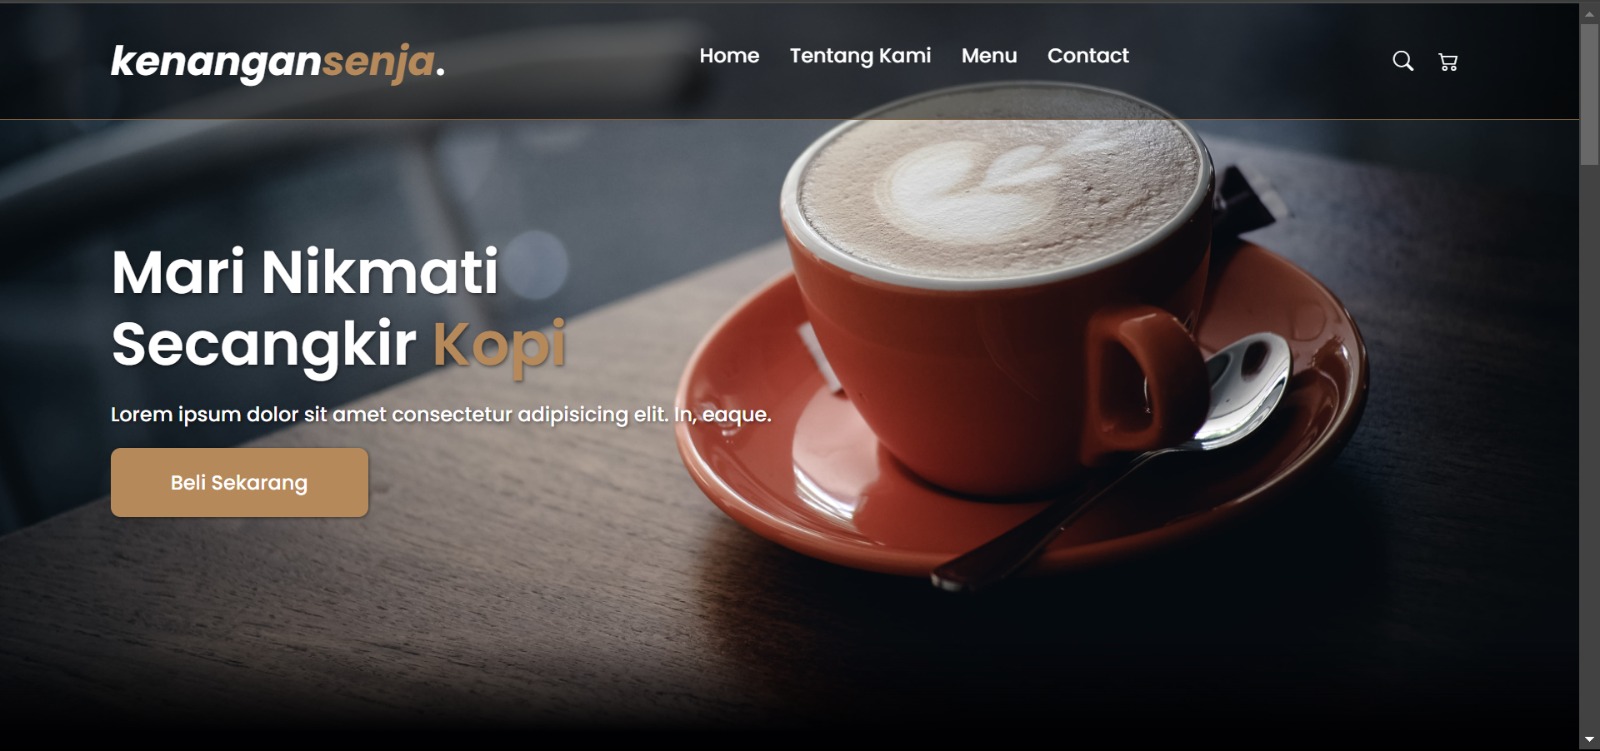 kenangansenja.
Home Tentang Kami Menu Contact
Mari Nikmati
Secangkir Kopi
Lorem ipsum dolor sit amet consectetur adipisicing elit. In, eaque.
Beli Sekarang